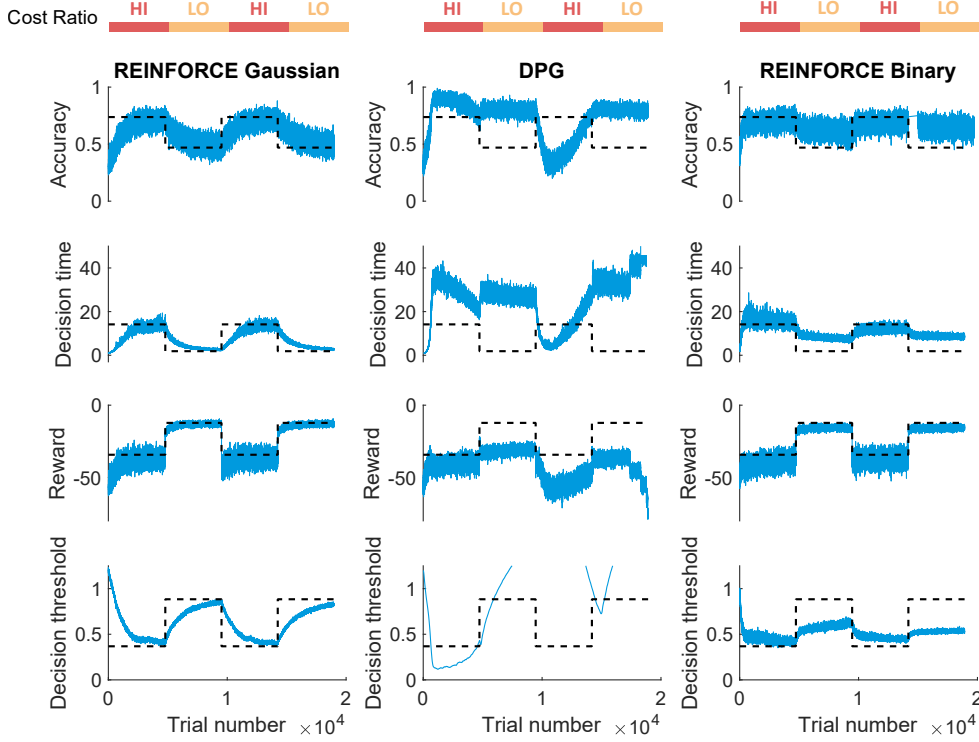 Cost Ratio
HI LO HI LO
HI LO HI LO
HI LO HI LO
REINFORCE Gaussian
DPG
REINFORCE Binary
Accuracy
1
0.5
0
Accuracy
1
0.5
0
Accuracy
1
0.5
0
Decision time
40
20
0
Decision time
40
20
0
Decision time
40
20
0
Reward
0
-50
Reward
0
-50
Reward
0
-50
Decision threshold
1
0.5
0
0 1 2
Trial number ×10^4
Decision threshold
1
0.5
0
0 1 2
Trial number ×10^4
Decision threshold
1
0.5
0
0 1 2
Trial number ×10^4